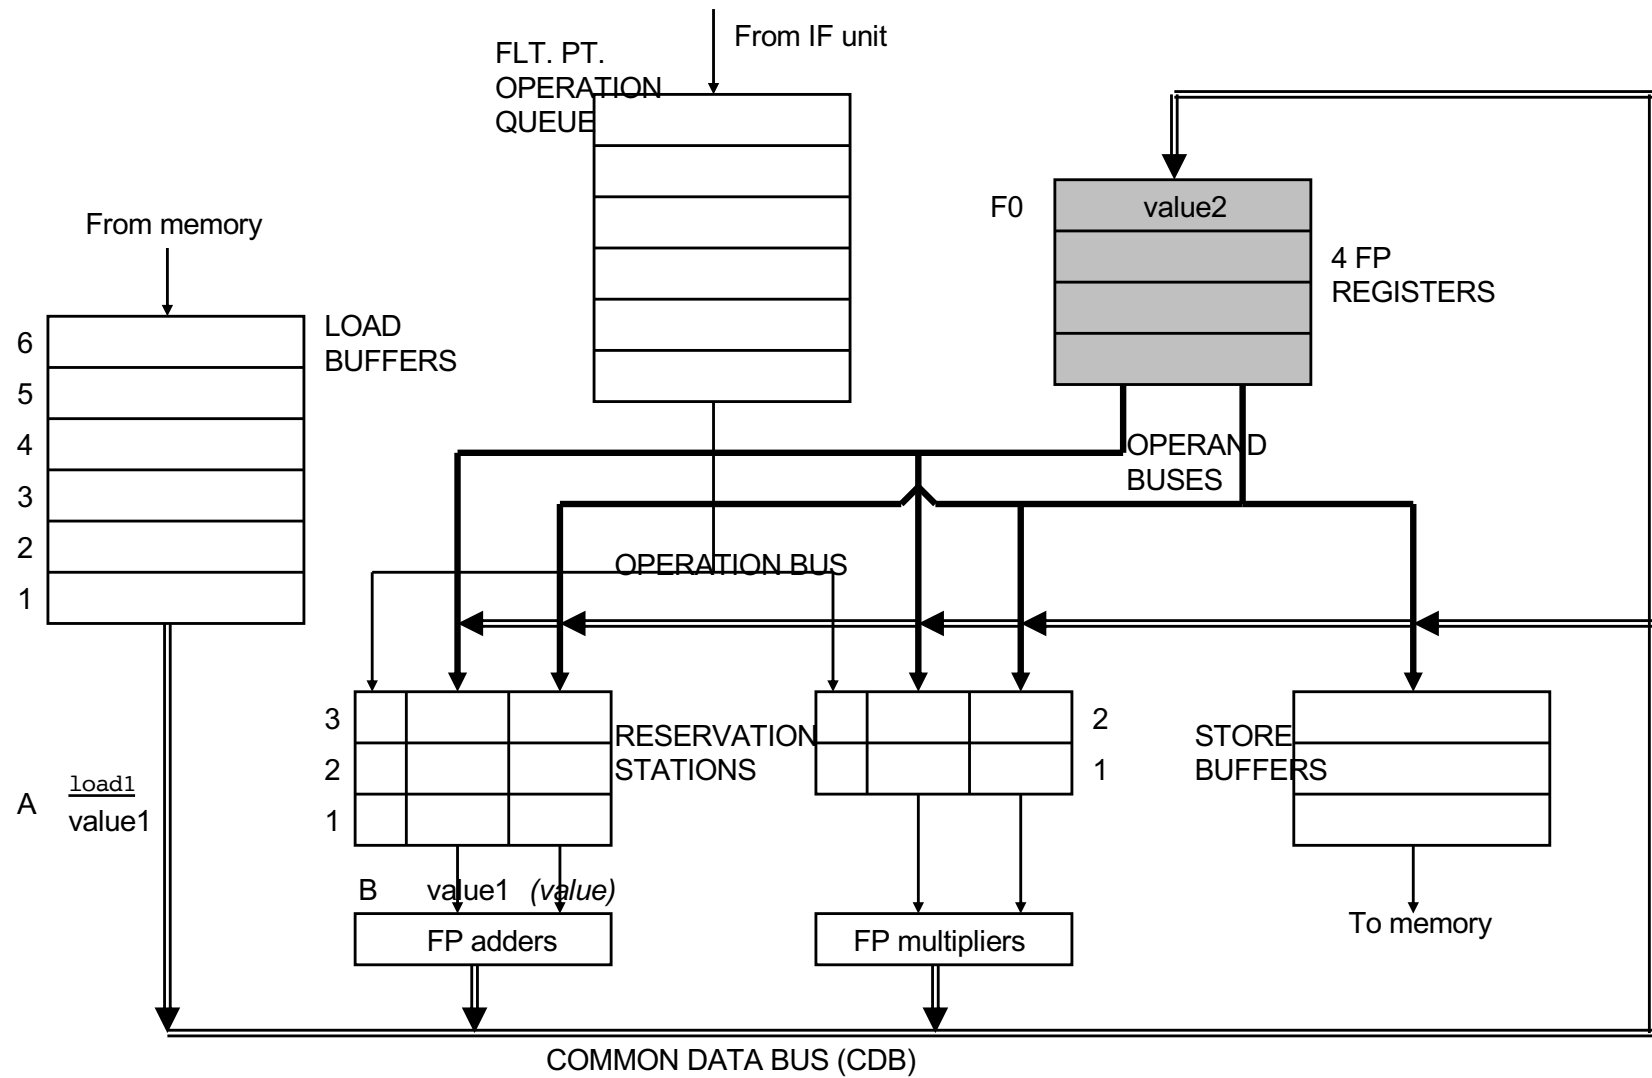 From IF unit
FLT. PT.
OPERATION
QUEUE
F0
value2
4 FP
REGISTERS
From memory
LOAD
BUFFERS
6
5
4
3
2
1
OPERAND
BUSES
OPERATION BUS
3
2
1
RESERVATION
STATIONS
2
1
STORE
BUFFERS
A
load1
value1
B
value1
(value)
FP adders
FP multipliers
To memory
COMMON DATA BUS (CDB)